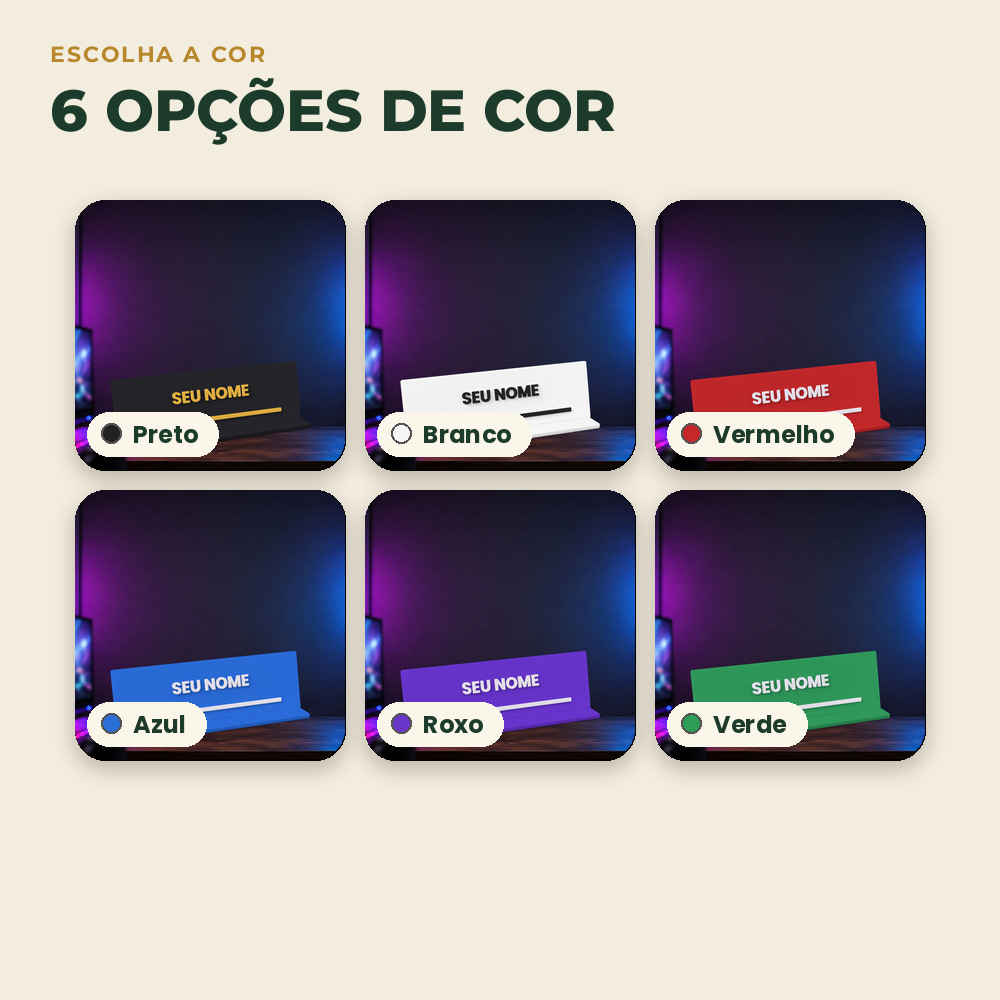 ESCOLHA A COR
6 OPÇÕES DE COR
SEU NOME
Preto
SEU NOME
Branco
SEU NOME
Vermelho
SEU NOME
Azul
SEU NOME
Roxo
SEU NOME
Verde